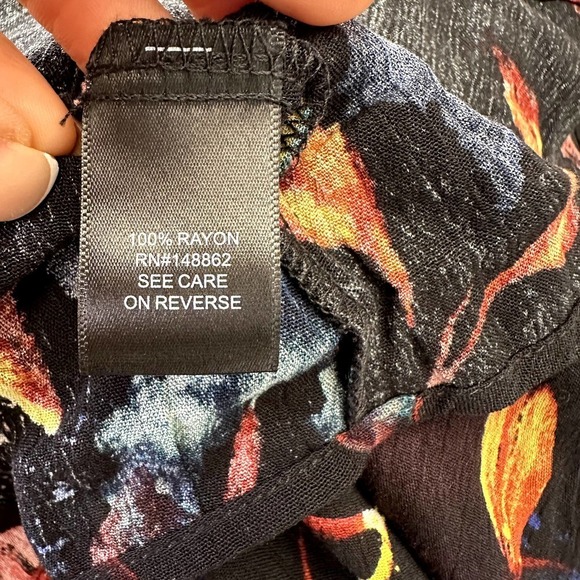 100% RAYON
RN#148862
SEE CARE
ON REVERSE